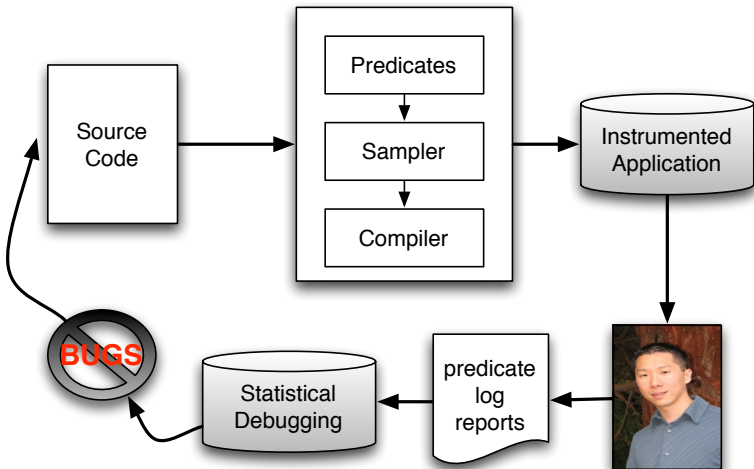 Source
Code
Predicates
Sampler
Compiler
Instrumented
Application
BUGS
Statistical
Debugging
predicate
log
reports